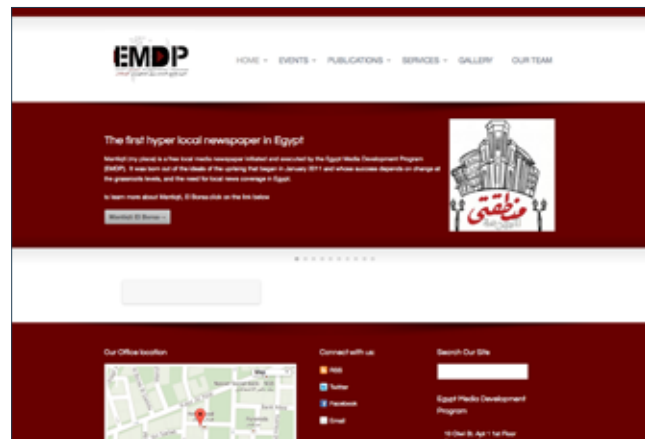 EMDP
HOME EVENTS PUBLICATIONS SERVICES GALLERY OUR TEAM
The first hyper local newspaper in Egypt
Mantiqti (my place) is a free local media newspaper initiated and executed by the Egypt Media Development Program
(EMDP). It was born out of the ideals of the uprising that began in January 2011 and whose success depends on change at
the grassroots levels, and the need for local news coverage in Egypt.
to learn more about Mantiqti, El Borsa click on the link below
Mantiqti El Borsa
منطقتي
Our Office location
Connect with us:
Search Our Site
Map
RSS
Twitter
Facebook
Email
Egypt Media Development
Program